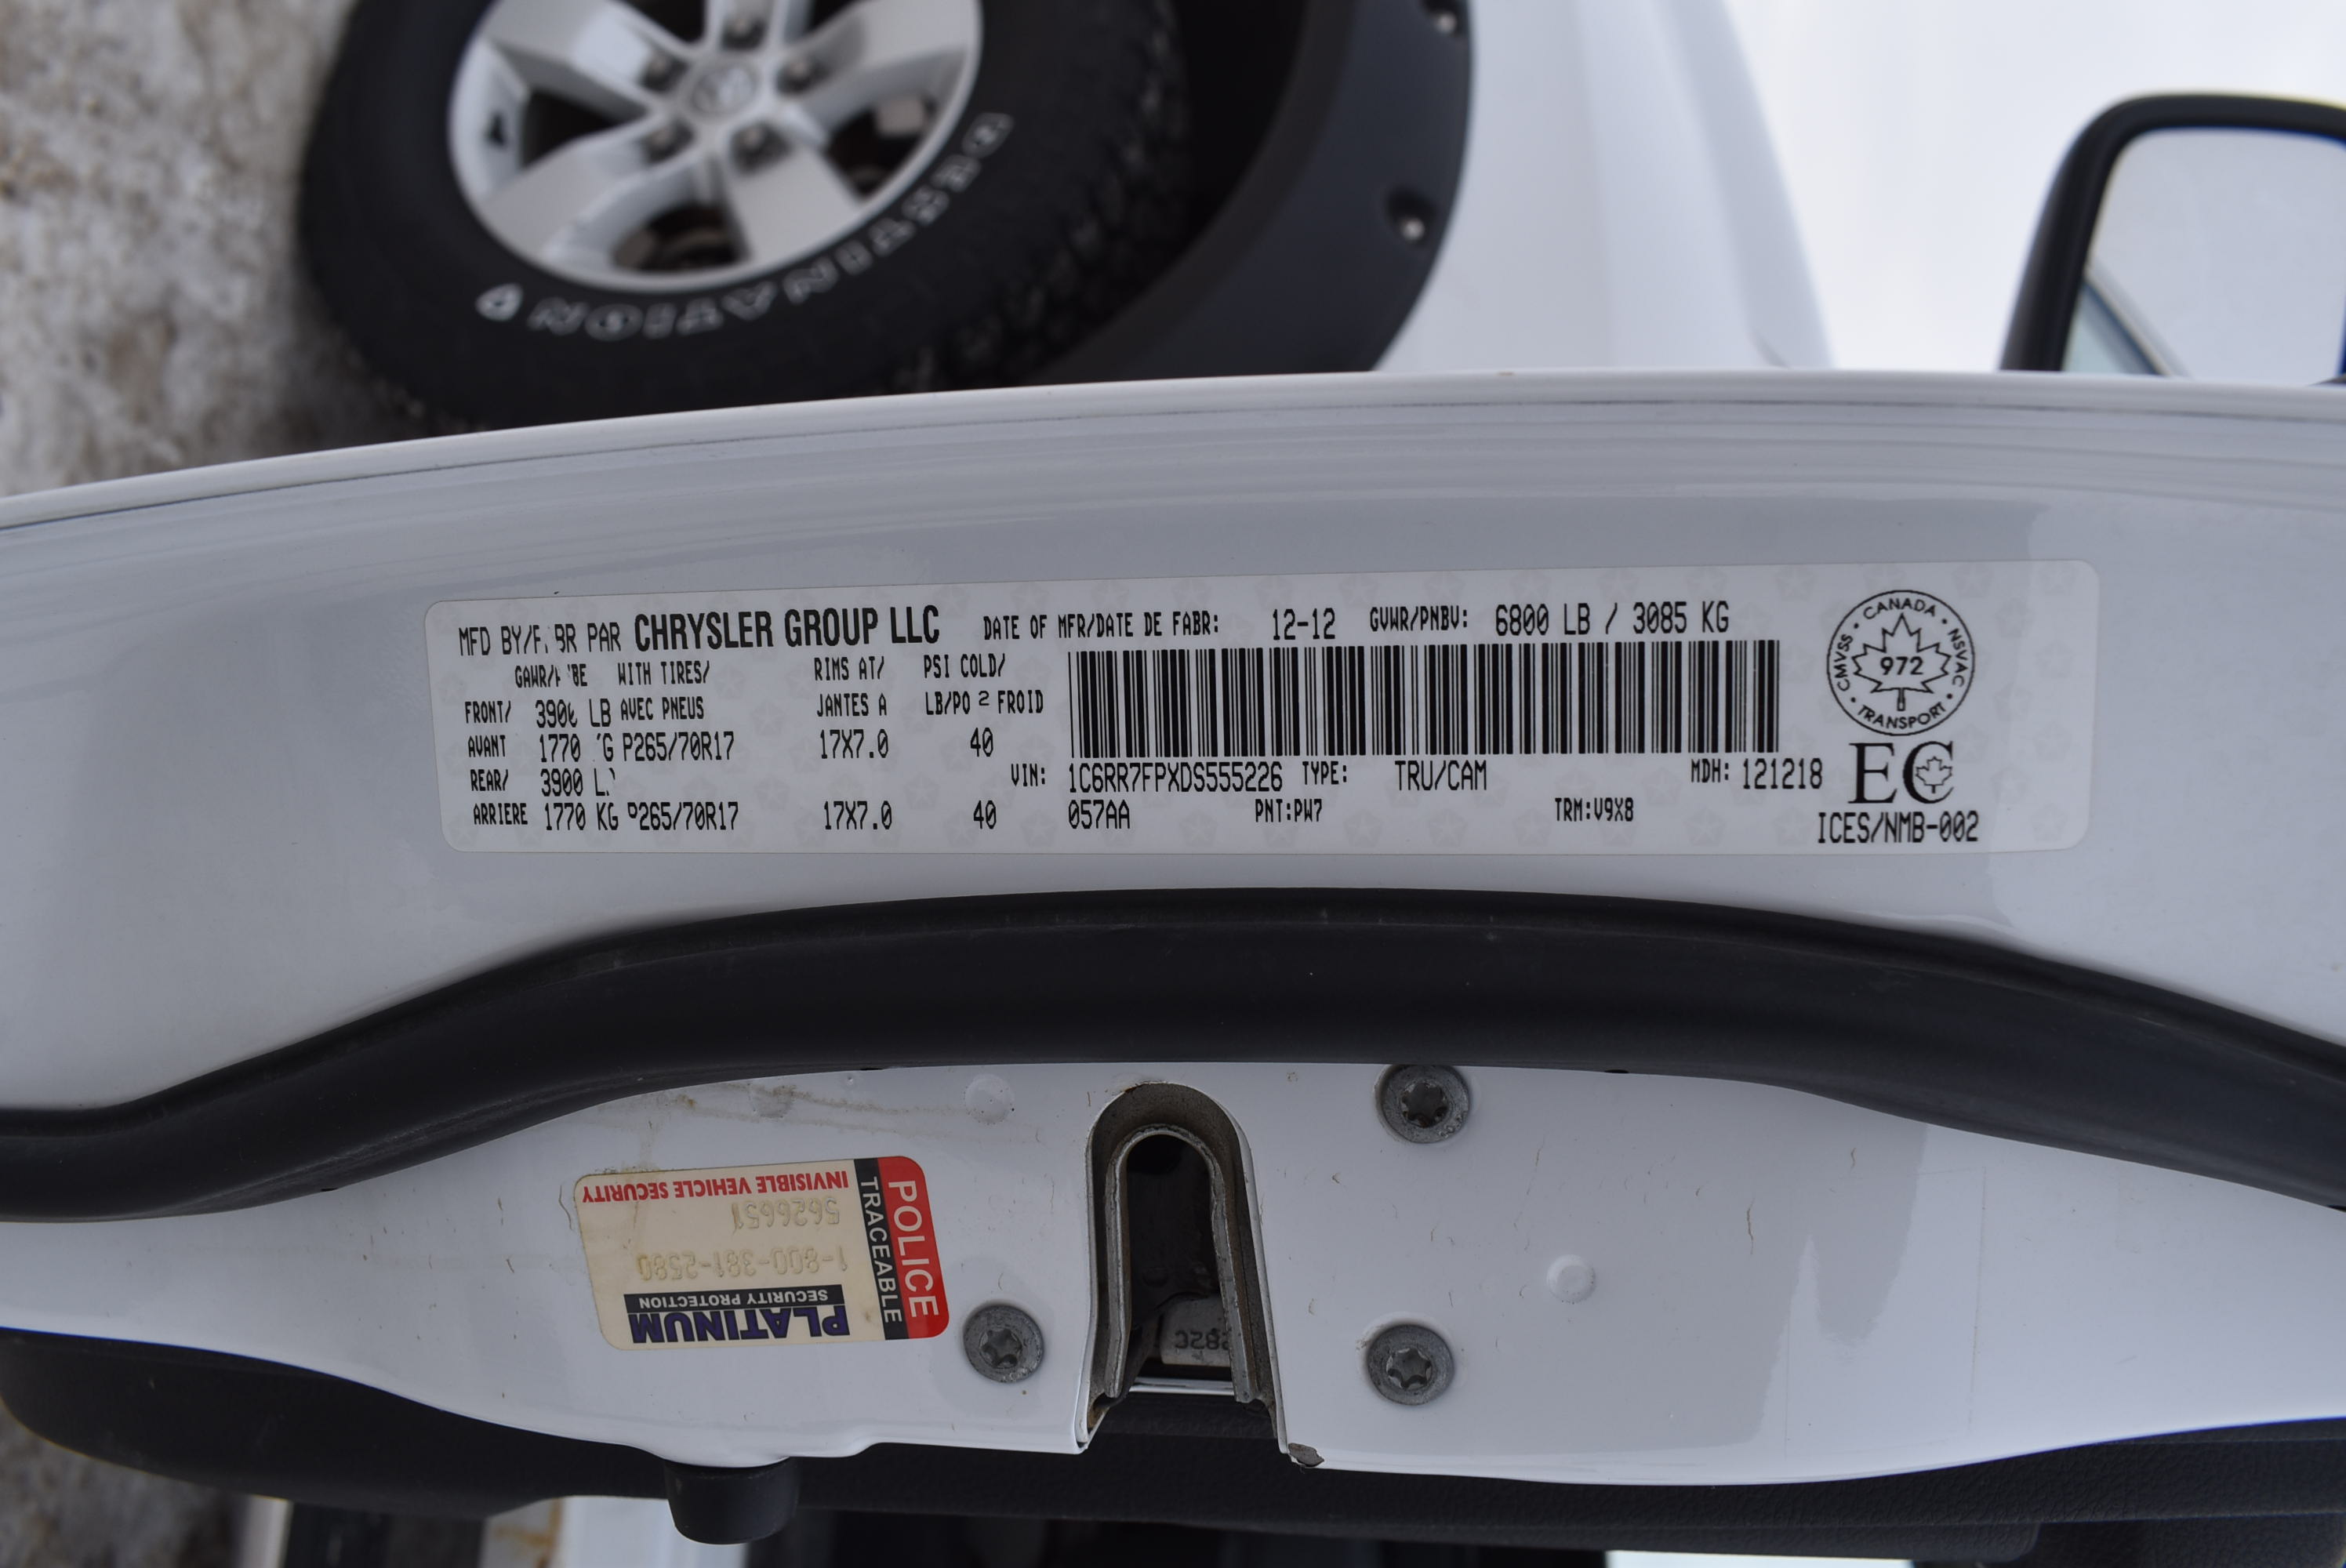 DESTINATION
MFD BY/F. BR PAR CHRYSLER GROUP LLC DATE OF MFR/DATE DE FABR: 12-12 GVWR/PNBV: 6800 LB / 3085 KG
WITH TIRES/ RIMS AT/ PSI COLD/
FRONT/ LB AVEC PNEUS JANTES A LB/PO 2 FROID
AVANT 1770 P265/70R17 17X7.0 40
REAR/ 3900
ARRIERE 1770 KG P265/70R17 17X7.0 40
VIN: 1C6RR7FPXDS555226 TYPE: TRU/CAM MDH: 121218
057AA PNT:PW7 TRM:V9X8
CANADA
CMVSS 972 NSVAC
TRANSPORT
EC
ICES/NMB-002
POLICE
TRACEABLE
PLATINUM
SECURITY PROTECTION
1-800-381-2580
5626651
INVISIBLE VEHICLE SECURITY